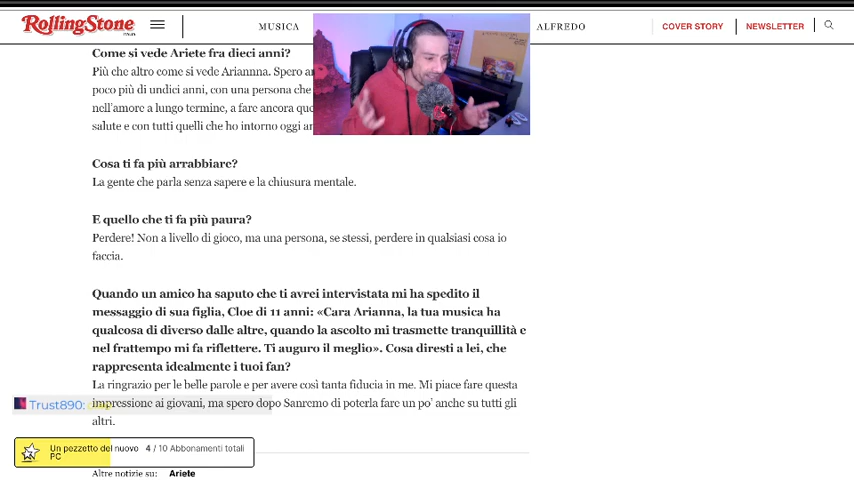 RollingStone
ITALIA
MUSICA
ALFREDO
COVER STORY
NEWSLETTER
Come si vede Ariete fra dieci anni?
Più che altro come si vede Ariannna. Spero
poco più di undici anni, con una persona che
nell'amore a lungo termine, a fare ancora
salute e con tutti quelli che ho intorno oggi
Cosa ti fa più arrabbiare?
La gente che parla senza sapere e la chiusura mentale.
E quello che ti fa più paura?
Perdere! Non a livello di gioco, ma una persona, se stessi, perdere in qualsiasi cosa io
faccia.
Quando un amico ha saputo che ti avrei intervistata mi ha spedito il
messaggio di sua figlia, Cloe di 11 anni: «Cara Arianna, la tua musica ha
qualcosa di diverso dalle altre, quando la ascolto mi trasmette tranquillità e
nel frattempo mi fa riflettere. Ti auguro il meglio». Cosa diresti a lei, che
rappresenta idealmente i tuoi fan?
La ringrazio per le belle parole e per avere così tanta fiducia in me. Mi piace fare questa
Trust890:
impressione ai giovani, ma spero dopo Sanremo di poterla fare un po' anche su tutti gli
altri.
Un pezzetto del nuovo
PC
4 / 10 Abbonamenti totali
Altre notizie su: Ariete